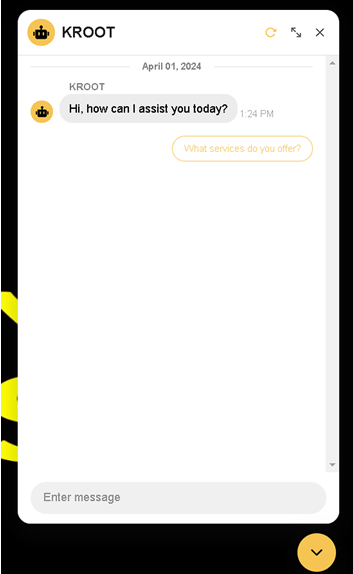 KROOT
April 01, 2024
KROOT
Hi, how can I assist you today?
1:24 PM
What services do you offer?
Enter message